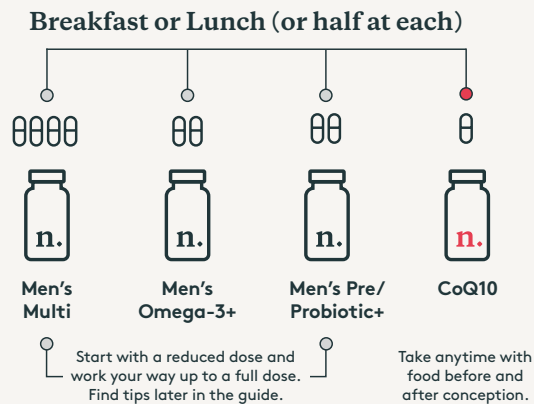 Breakfast or Lunch (or half at each)
n.
n.
n.
n.
Men's
Multi
Men's
Omega-3+
Men's Pre/
Probiotic+
CoQ10
Start with a reduced dose and
work your way up to a full dose.
Find tips later in the guide.
Take anytime with
food before and
after conception.